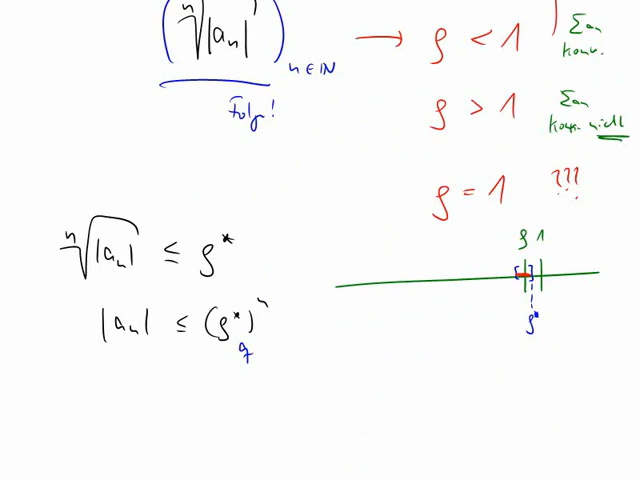 (ⁿ√|aₙ|)ₙ∈ℕ → ρ < 1 Σaₙ konv.
Folge!
ρ > 1 Σaₙ konv. nicht
ρ = 1 ???
ⁿ√|aₙ| ≤ ρ*
ρ 1
|aₙ| ≤ (ρ*)ⁿ
q
ρ*